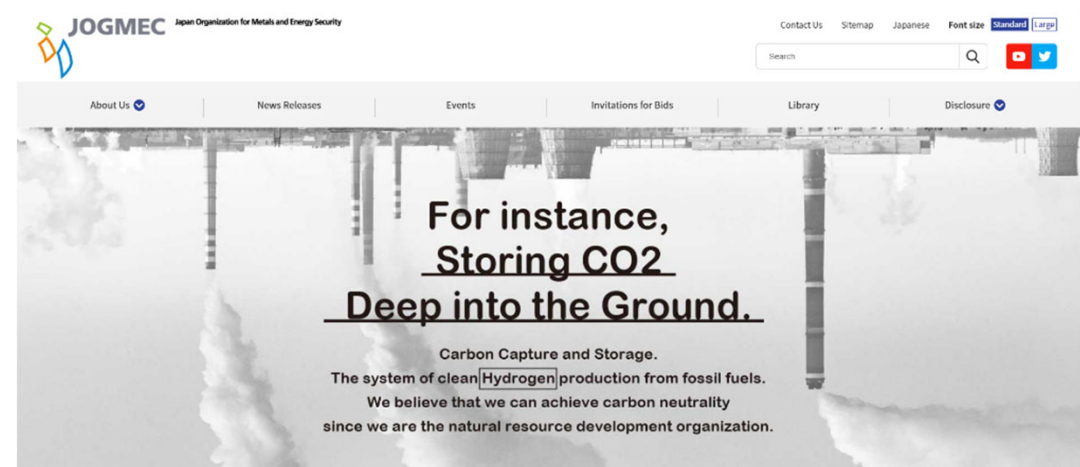 JOGMEC Japan Organization for Metals and Energy Security
Contact Us Sitemap Japanese Font size Standard Large
Search
About Us News Releases Events Invitations for Bids Library Disclosure
For instance,
Storing CO2
Deep into the Ground.
Carbon Capture and Storage.
The system of clean Hydrogen production from fossil fuels.
We believe that we can achieve carbon neutrality
since we are the natural resource development organization.